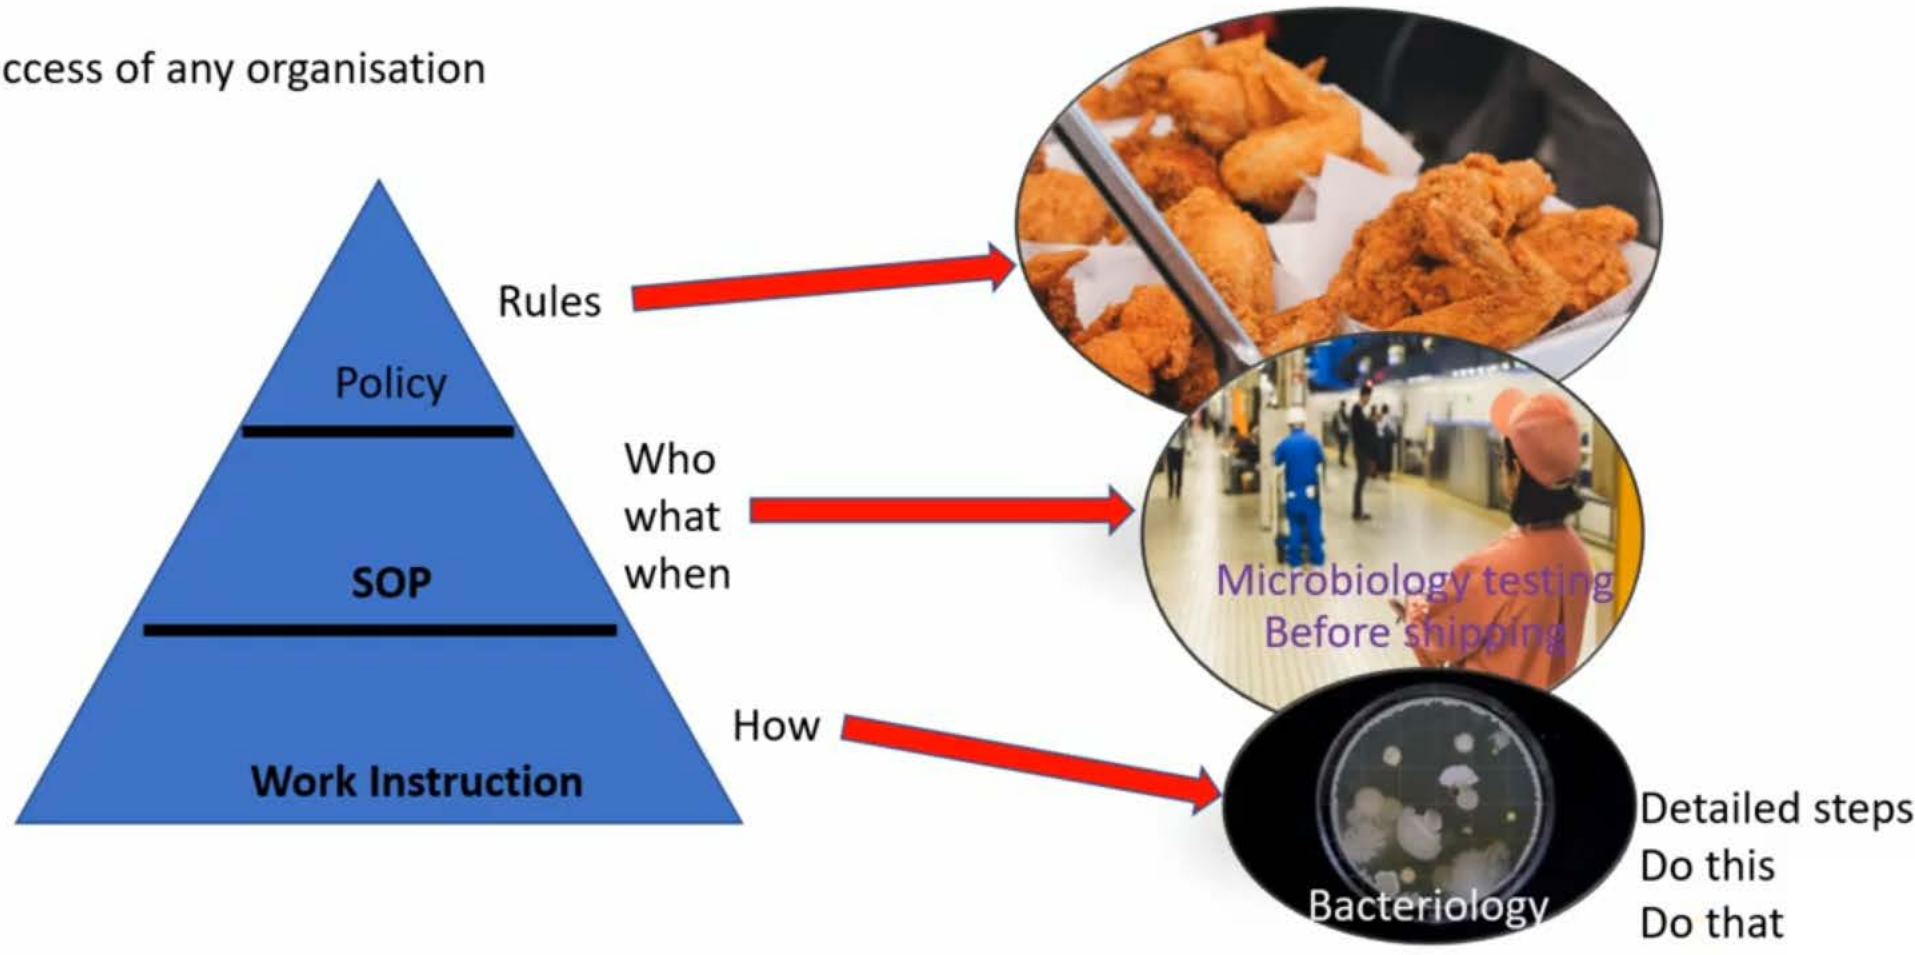 ccess of any organisation
Rules
Policy
Who
what
when
SOP
Microbiology testing
Before shipping
How
Work Instruction
Bacteriology
Detailed steps
Do this
Do that